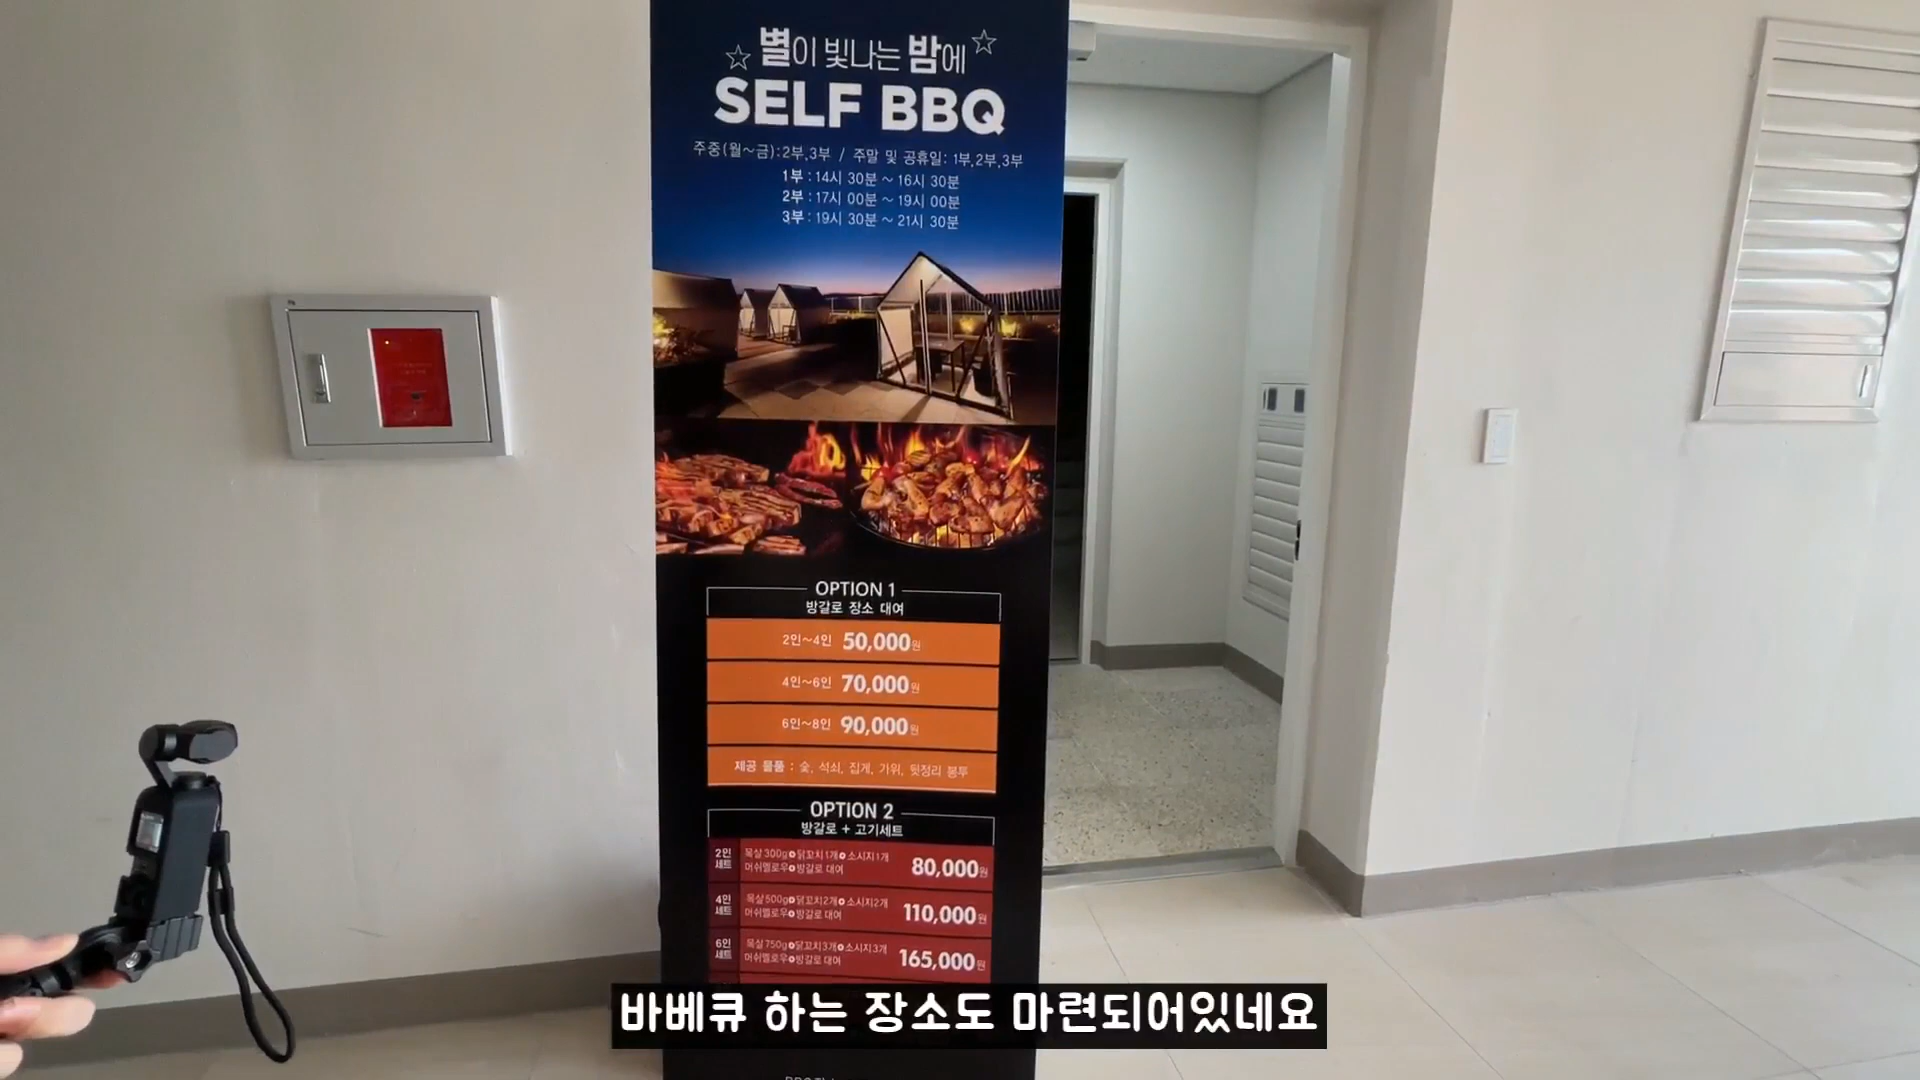 ☆별이 빛나는 밤에☆
SELF BBQ
주중(월~금):2부,3부 / 주말 및 공휴일: 1부,2부,3부
1부 : 14시 30분 ~ 16시 30분
2부 : 17시 00분 ~ 19시 00분
3부 : 19시 30분 ~ 21시 30분
OPTION 1
방갈로 장소 대여
2인~4인 50,000원
4인~6인 70,000원
6인~8인 90,000원
제공 물품 : 숯, 석쇠, 집게, 가위, 뒷정리 봉투
OPTION 2
방갈로 + 고기세트
2인 세트 목살 300g+닭꼬치1개+소시지1개 머쉬멜로우+방갈로 대여 80,000원
4인 세트 목살 500g+닭꼬치2개+소시지2개 머쉬멜로우+방갈로 대여 110,000원
6인 세트 목살 750g+닭꼬치3개+소시지3개 머쉬멜로우+방갈로 대여 165,000원
바베큐 하는 장소도 마련되어있네요